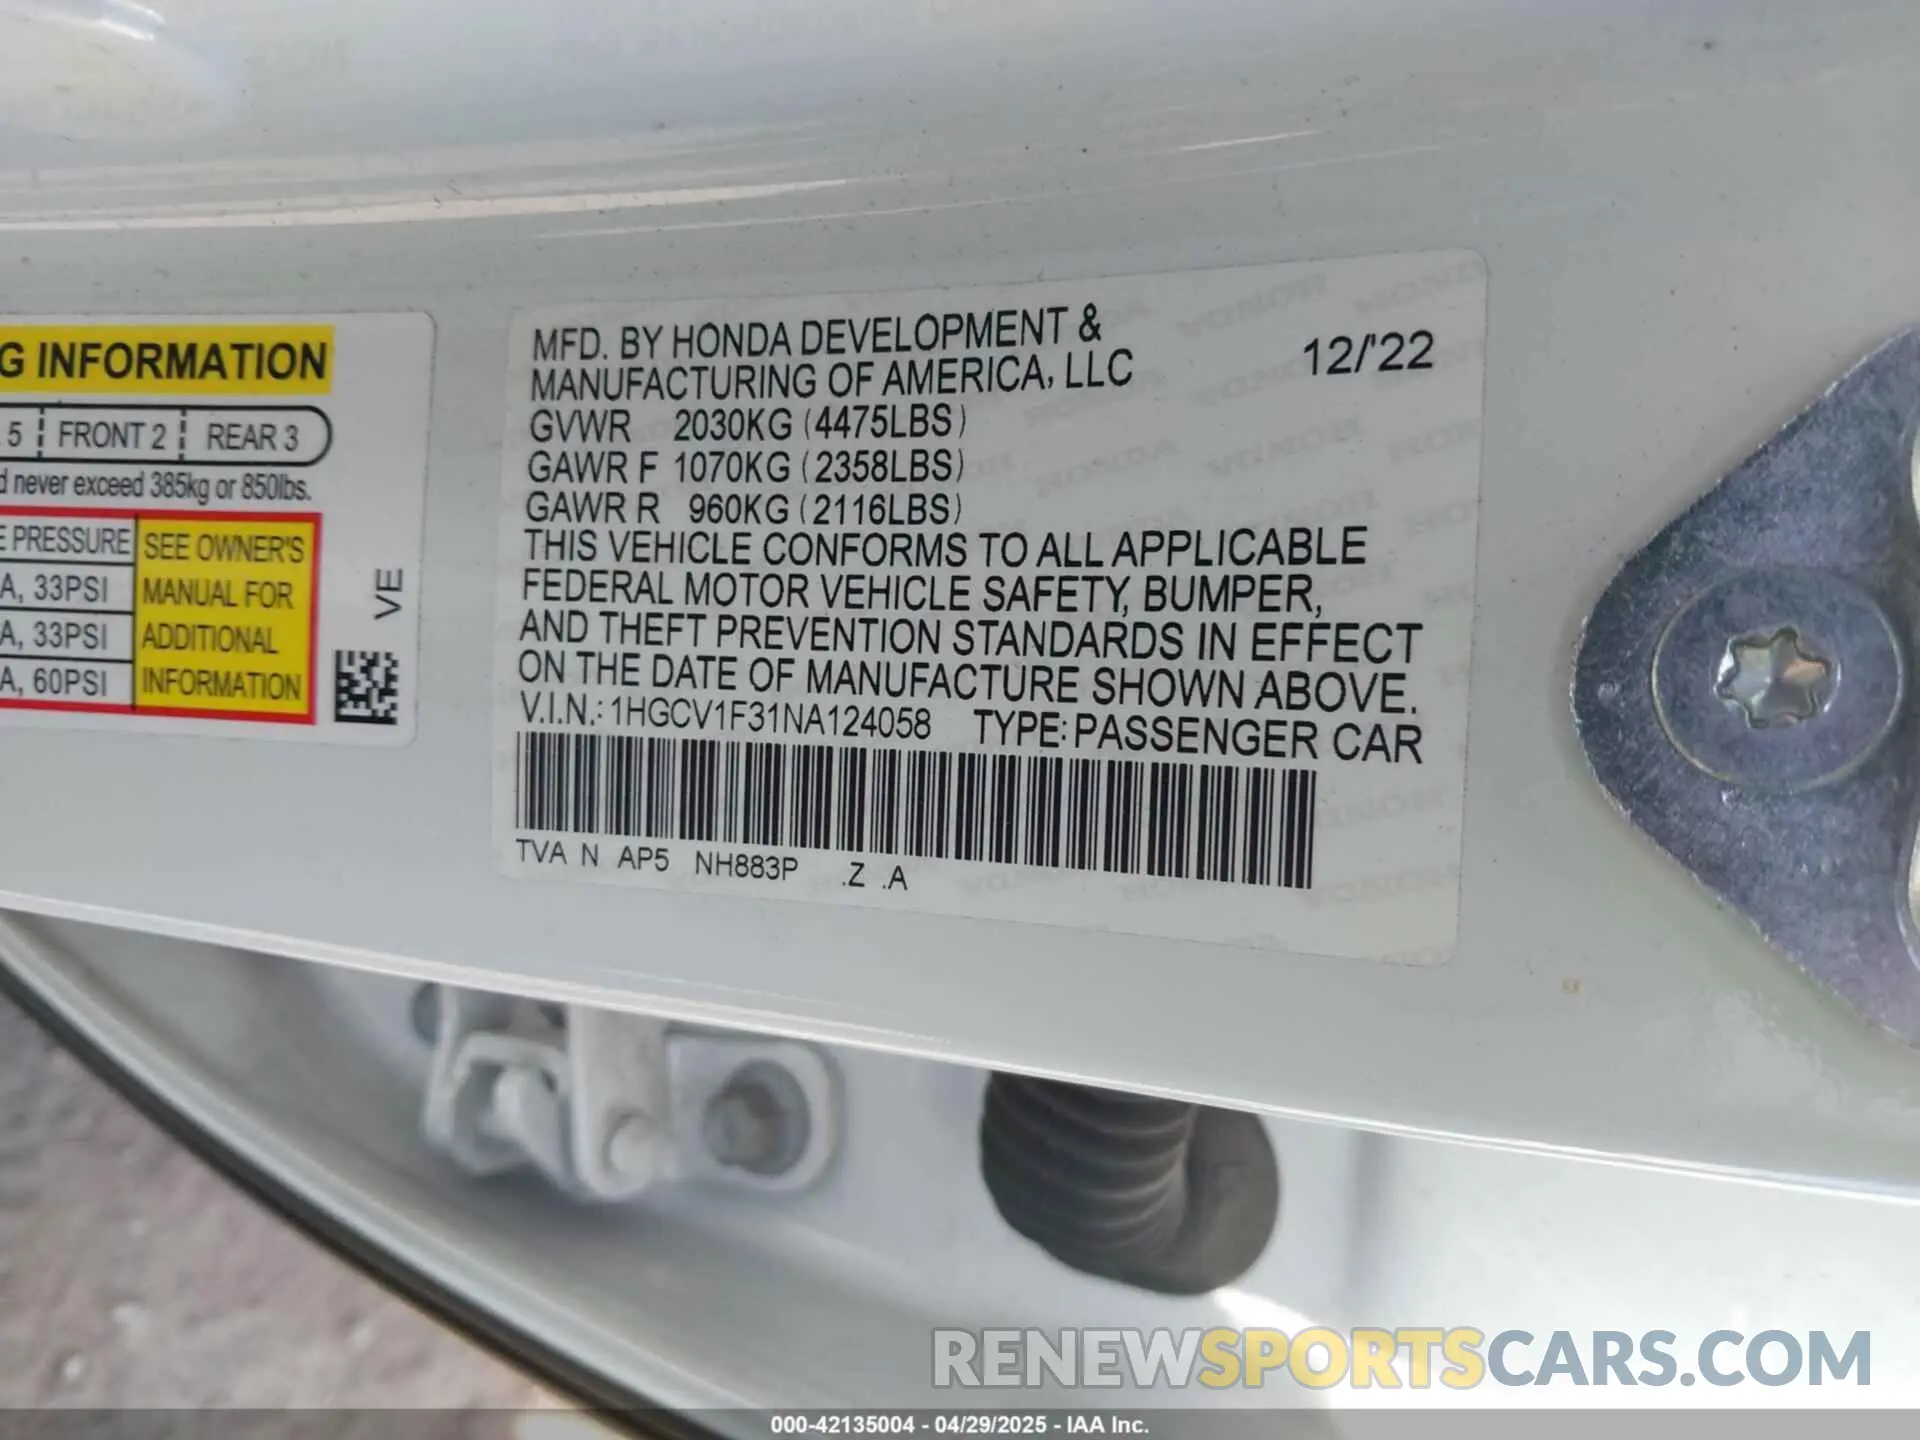 G INFORMATION
5 FRONT 2 REAR 3
never exceed 385kg or 850lbs.
PRESSURE
A, 33PSI
A, 33PSI
A, 60PSI
SEE OWNER'S
MANUAL FOR
ADDITIONAL
INFORMATION
VE
MFD. BY HONDA DEVELOPMENT &
MANUFACTURING OF AMERICA, LLC
12/'22
GVWR 2030KG (4475LBS)
GAWR F 1070KG (2358LBS)
GAWR R 960KG (2116LBS)
THIS VEHICLE CONFORMS TO ALL APPLICABLE
FEDERAL MOTOR VEHICLE SAFETY, BUMPER,
AND THEFT PREVENTION STANDARDS IN EFFECT
ON THE DATE OF MANUFACTURE SHOWN ABOVE.
V.I.N.: 1HGCV1F31NA124058 TYPE: PASSENGER CAR
TVA N AP5 NH883P .Z .A
RENEWSPORTSCARS.COM
000-42135004 - 04/29/2025 - IAA Inc.